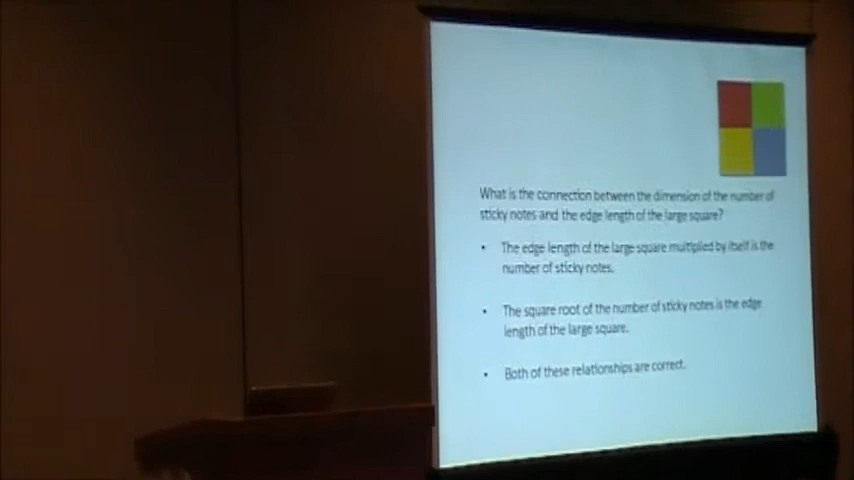 What is the connection between the dimension of the number of
sticky notes and the edge length of the large square?
• The edge length of the large square multiplied by itself is the
number of sticky notes.
• The square root of the number of sticky notes is the edge
length of the large square.
• Both of these relationships are correct.